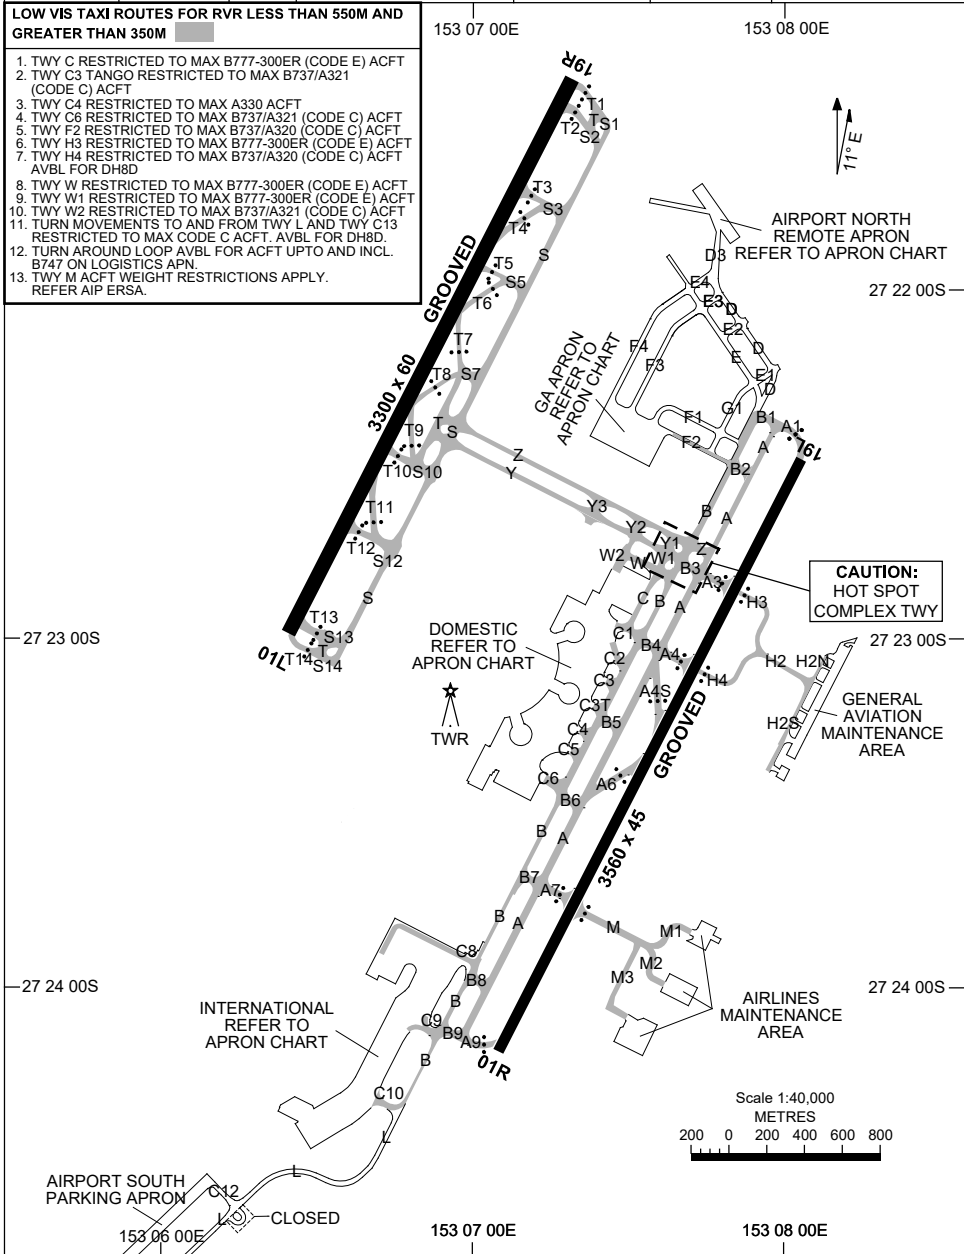 LOW VIS TAXI ROUTES FOR RVR LESS THAN 550M AND
GREATER THAN 350M
1. TWY C RESTRICTED TO MAX B777-300ER (CODE E) ACFT
2. TWY C3 TANGO RESTRICTED TO MAX B737/A321
(CODE C) ACFT
3. TWY C4 RESTRICTED TO MAX A330 ACFT
4. TWY C6 RESTRICTED TO MAX B737/A321 (CODE C) ACFT
5. TWY F2 RESTRICTED TO MAX B737/A320 (CODE C) ACFT
6. TWY H3 RESTRICTED TO MAX B777-300ER (CODE E) ACFT
7. TWY H4 RESTRICTED TO MAX B737/A320 (CODE C) ACFT
AVBL FOR DH8D
8. TWY W RESTRICTED TO MAX B777-300ER (CODE E) ACFT
9. TWY W1 RESTRICTED TO MAX B777-300ER (CODE E) ACFT
10. TWY W2 RESTRICTED TO MAX B737/A321 (CODE C) ACFT
11. TURN MOVEMENTS TO AND FROM TWY L AND TWY C13
RESTRICTED TO MAX CODE C ACFT. AVBL FOR DH8D.
12. TURN AROUND LOOP AVBL FOR ACFT UPTO AND INCL.
B747 ON LOGISTICS APN.
13. TWY M ACFT WEIGHT RESTRICTIONS APPLY.
REFER AIP ERSA.
153 07 00E
153 08 00E
19R
T1
TS1
T2
S2
11° E
T3
S3
T4
S
AIRPORT NORTH
REMOTE APRON
REFER TO APRON CHART
D3
T5
S5
T6
E4
E3
D
27 22 00S
GROOVED
E2
D
E
E1
D
F4
F3
GA APRON
REFER TO
APRON CHART
T7
T8
S7
3300 x 60
G1
F1
F2
B1
A1
A
19L
T
S
T9
T10
S10
Z
Y
B2
T11
T12
S12
Y3
Y2
B
A
Y1
Z
W2
W
W1
B3
A3
H3
CAUTION:
HOT SPOT
COMPLEX TWY
S
C
B
A
T13
S13
T
T14
S14
01L
27 23 00S
27 23 00S
DOMESTIC
REFER TO
APRON CHART
C1
B4
A4
C2
H4
H2
H2N
C3
A4S
C3T
B5
H2S
GENERAL
AVIATION
MAINTENANCE
AREA
TWR
C4
C5
GROOVED
C6
A6
B6
B
A
3560 x 45
B7
A7
B
A
M
M1
M2
M3
C8
B8
B
27 24 00S
27 24 00S
AIRLINES
MAINTENANCE
AREA
INTERNATIONAL
REFER TO
APRON CHART
C9
B9
A9
B
01R
C10
L
Scale 1:40,000
METRES
200 0 200 400 600 800
L
AIRPORT SOUTH
PARKING APRON
C12
L
CLOSED
153 06 00E
153 07 00E
153 08 00E